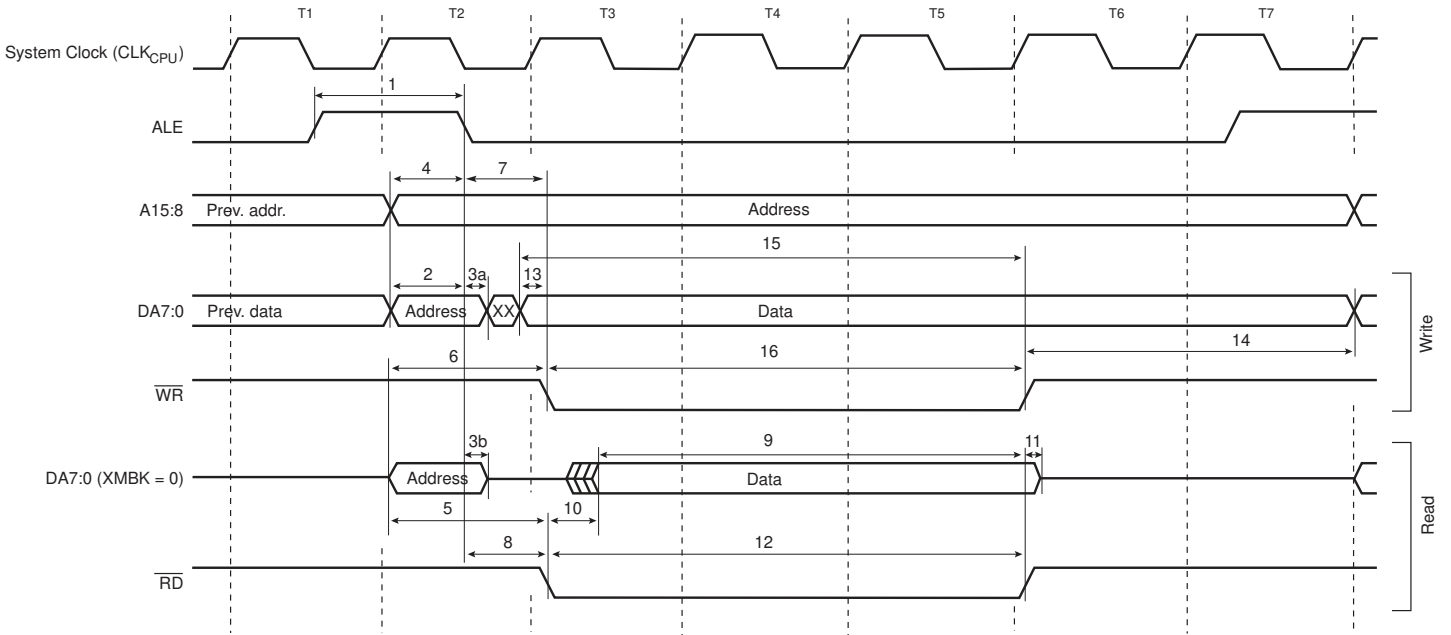 T1 T2 T3 T4 T5 T6 T7
System Clock (CLKCPU)
1
ALE
4 7
A15:8 Prev. addr. Address
15
2 3a 13
DA7:0 Prev. data Address XX Data
Write
6 16 14
WR
3b 9 11
DA7:0 (XMBK = 0) Address Data
Read
5 10
8 12
RD